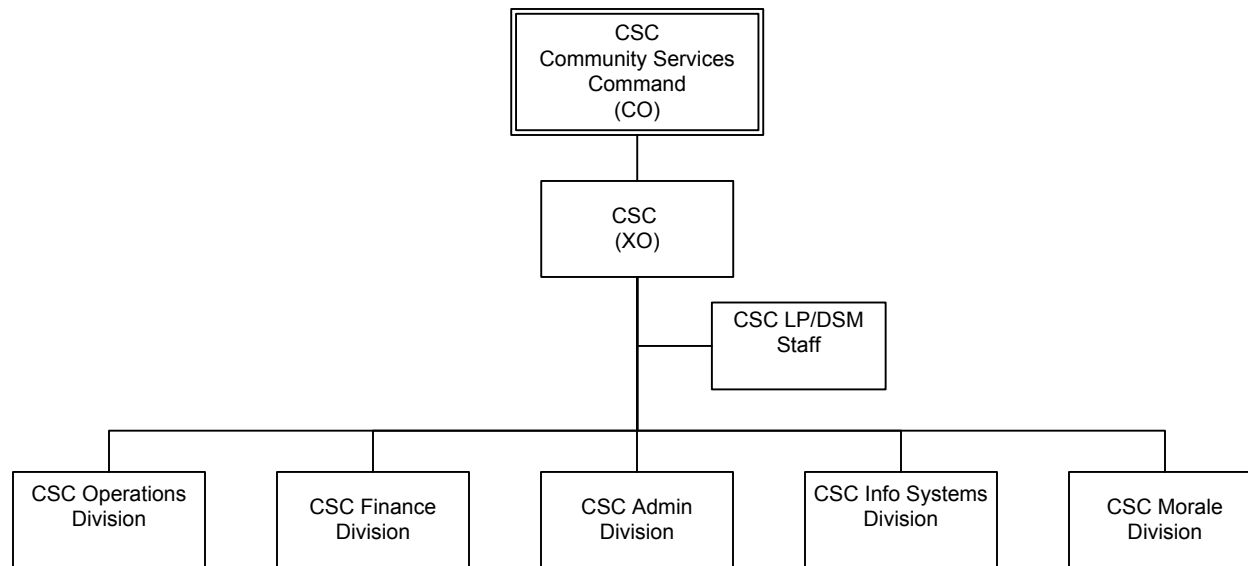 CSC
Community Services
Command
(CO)
CSC
(XO)
CSC LP/DSM
Staff
CSC Operations
Division
CSC Finance
Division
CSC Admin
Division
CSC Info Systems
Division
CSC Morale
Division